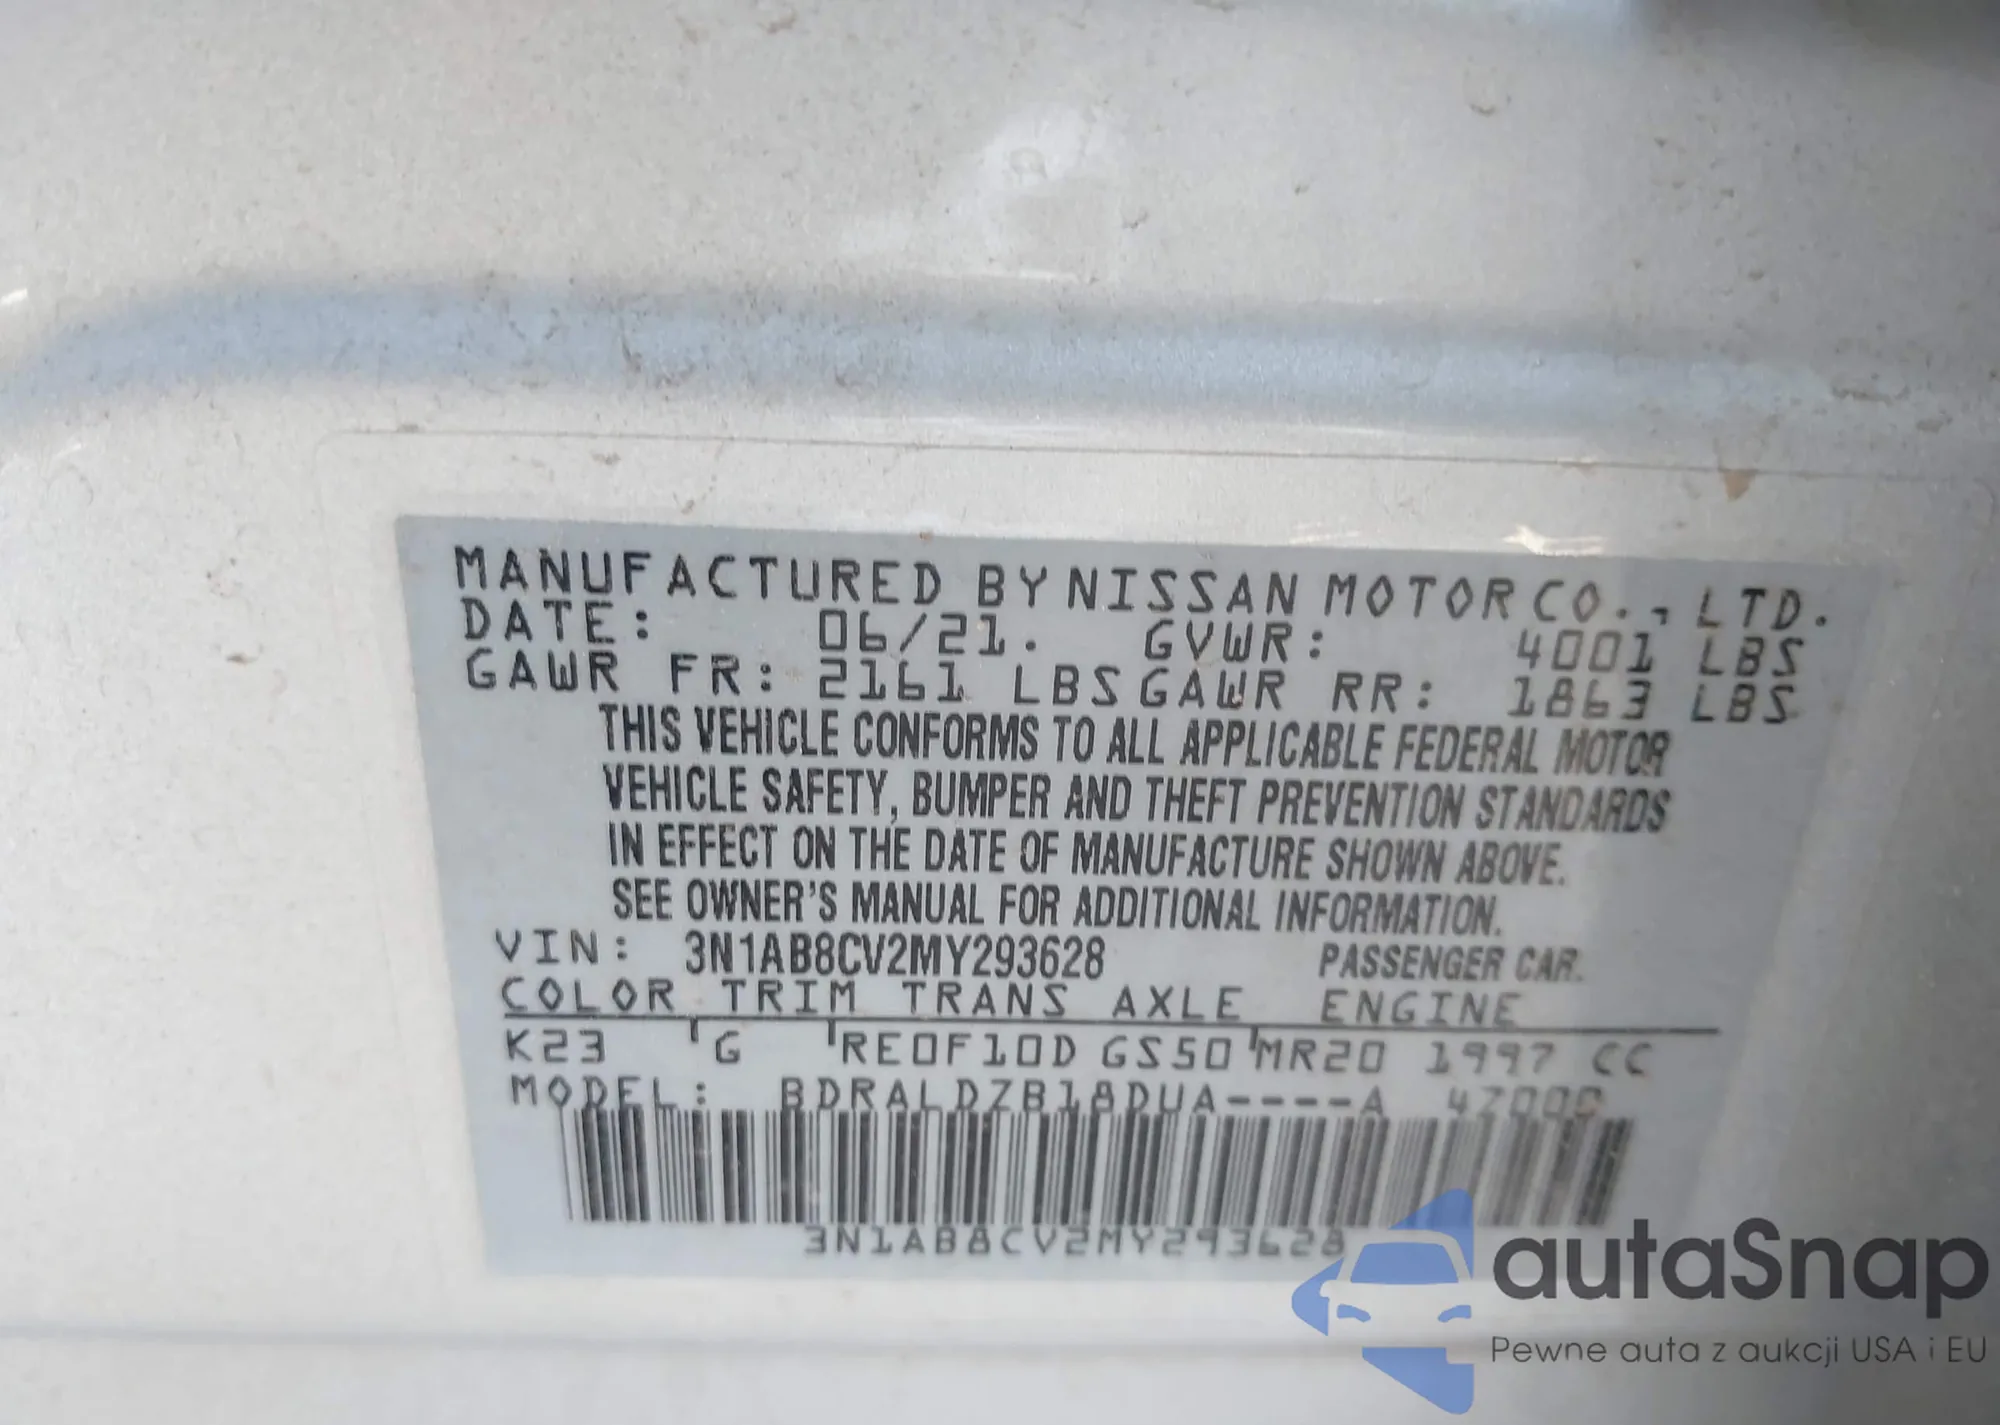 MANUFACTURED BY NISSAN MOTOR CO., LTD.
DATE: 06/21. GVWR: 4001 LBS
GAWR FR: 2161 LBS GAWR RR: 1863 LBS
THIS VEHICLE CONFORMS TO ALL APPLICABLE FEDERAL MOTOR
VEHICLE SAFETY, BUMPER AND THEFT PREVENTION STANDARDS
IN EFFECT ON THE DATE OF MANUFACTURE SHOWN ABOVE.
SEE OWNER'S MANUAL FOR ADDITIONAL INFORMATION.
VIN: 3N1AB8CV2MY293628 PASSENGER CAR.
COLOR TRIM TRANS AXLE ENGINE
K23 G RE0F10D GS50 MR20 1997 CC
MODEL: BDRALDZB18DUA----A
3N1AB8CV2MY293628
autaSnap
Pewne auta z aukcji USA i EU